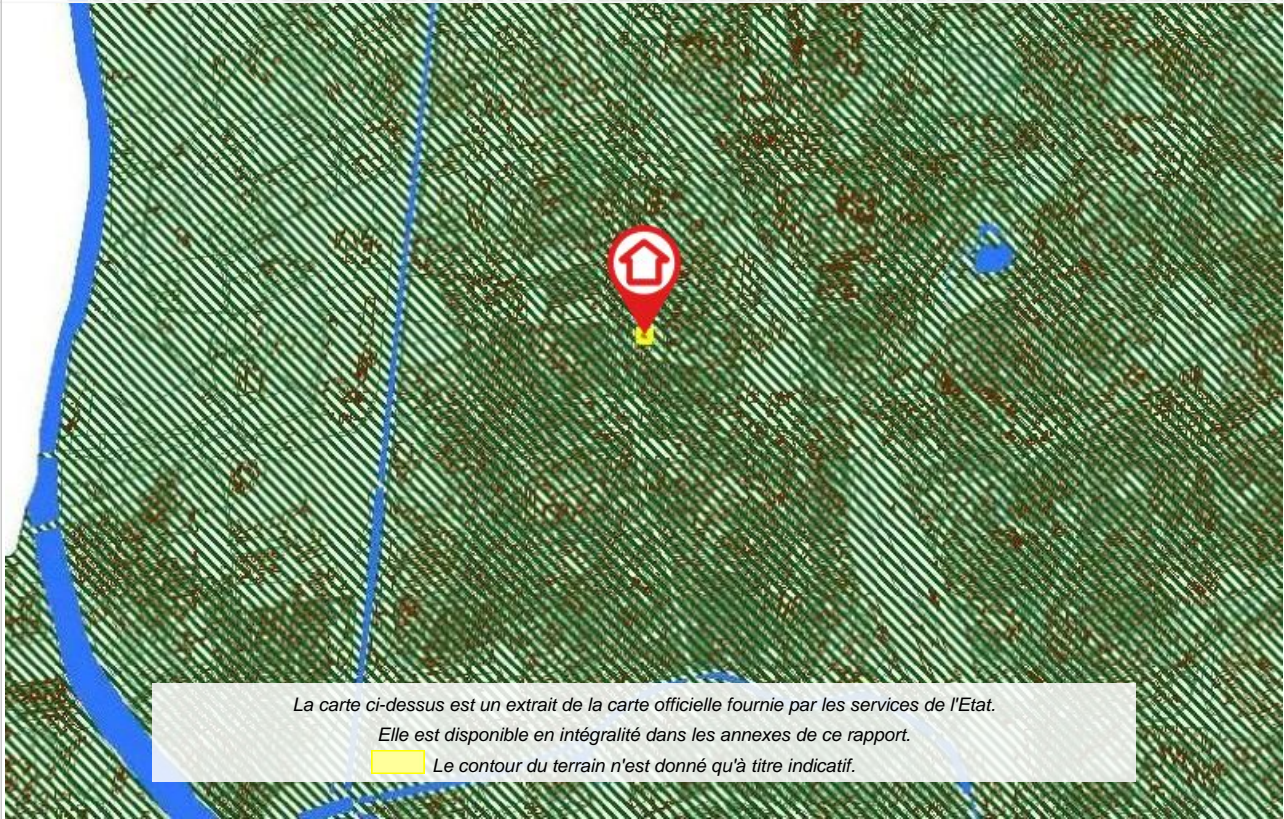 La carte ci-dessus est un extrait de la carte officielle fournie par les services de l'Etat.
Elle est disponible en intégralité dans les annexes de ce rapport.
Le contour du terrain n'est donné qu'à titre indicatif.